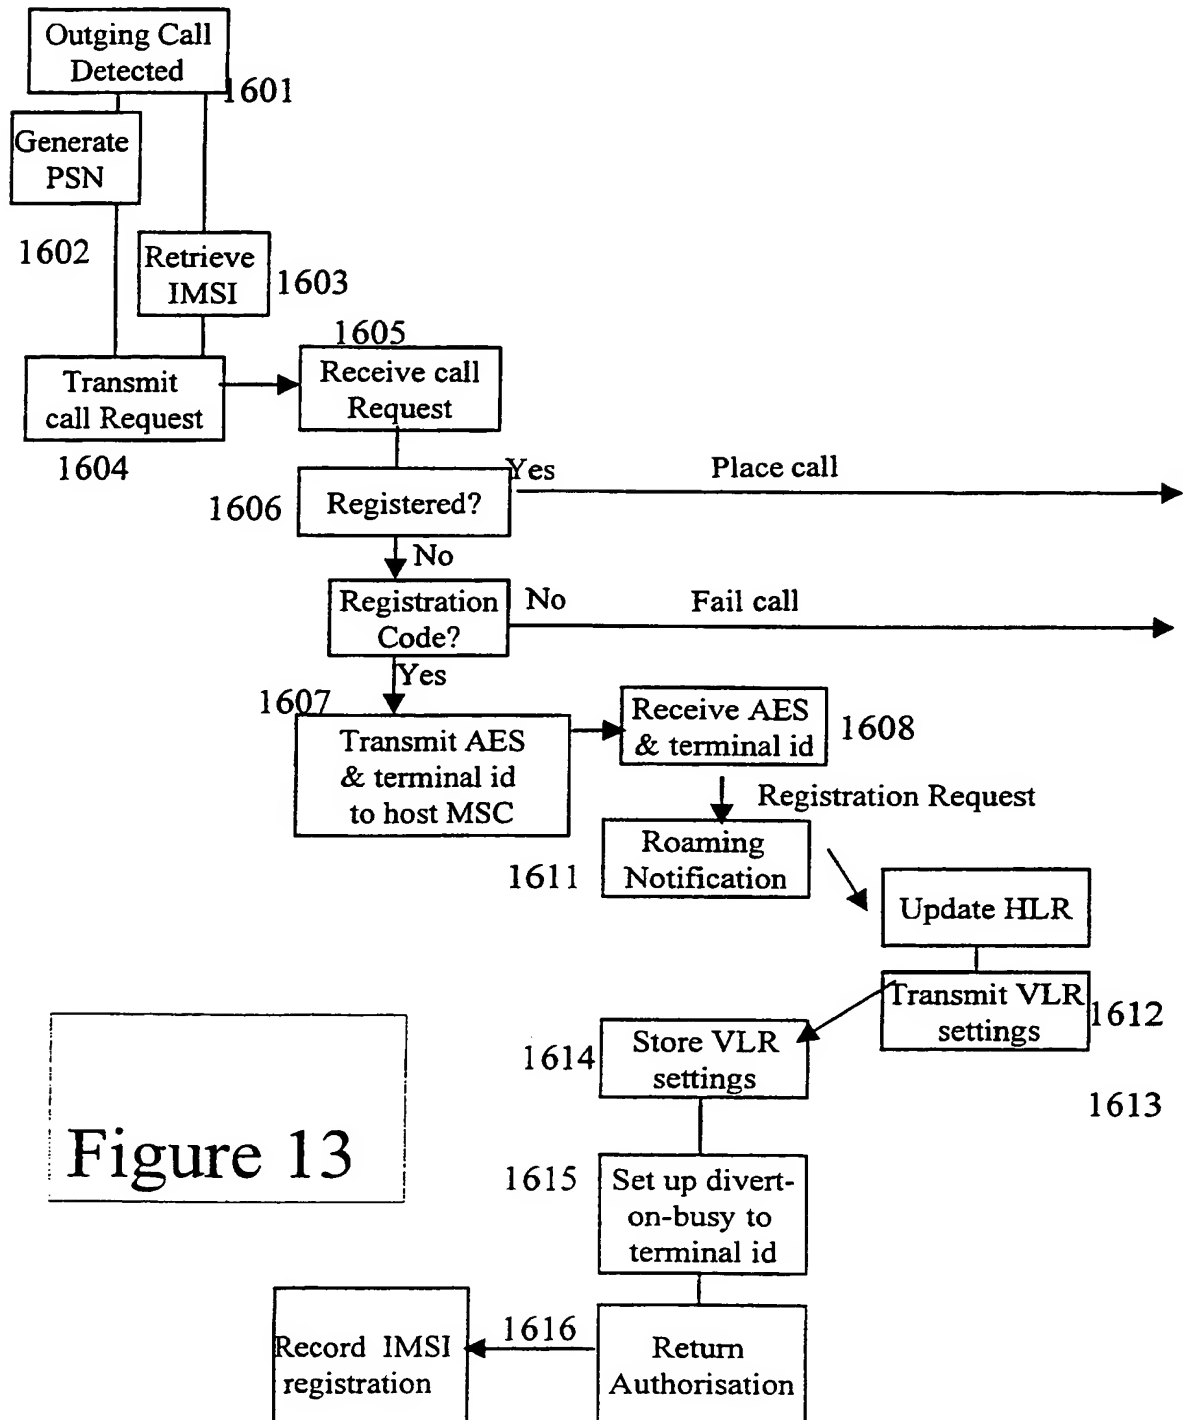 Outging Call
Detected
1601
Generate
PSN
1602
Retrieve
IMSI
1603
1605
Transmit
call Request
1604
Receive call
Request
Yes
Place call
1606
Registered?
No
Registration
Code?
No
Fail call
Yes
1607
Transmit AES
& terminal id
to host MSC
Receive AES
& terminal id
1608
Registration Request
Roaming
Notification
1611
Update HLR
Transmit VLR
settings
1612
1613
1614
Store VLR
settings
Figure 13
1615
Set up divert-
on-busy to
terminal id
1616
Record IMSI
registration
Return
Authorisation